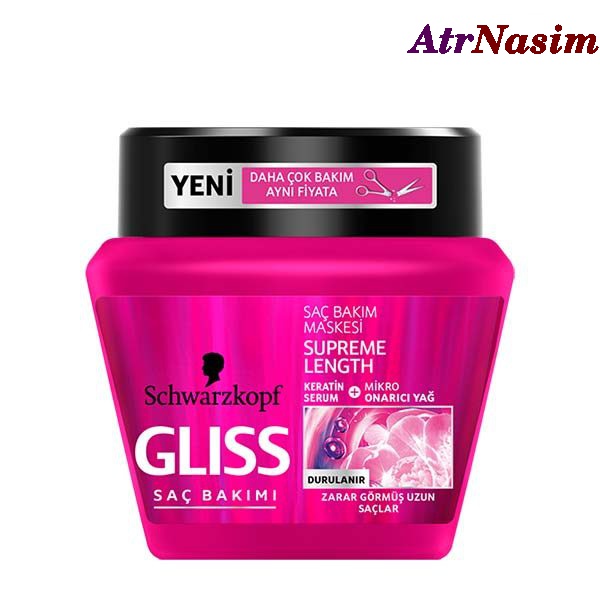 AtrNasim
YENİ
DAHA ÇOK BAKIM
AYNI FİYATA
SAÇ BAKIM
MASKESİ
SUPREME
LENGTH
KERATİN
SERUM
+
MİKRO
ONARICI YAĞ
Schwarzkopf
GLISS
SAÇ BAKIMI
DURULANIR
ZARAR GÖRMÜŞ UZUN
SAÇLAR